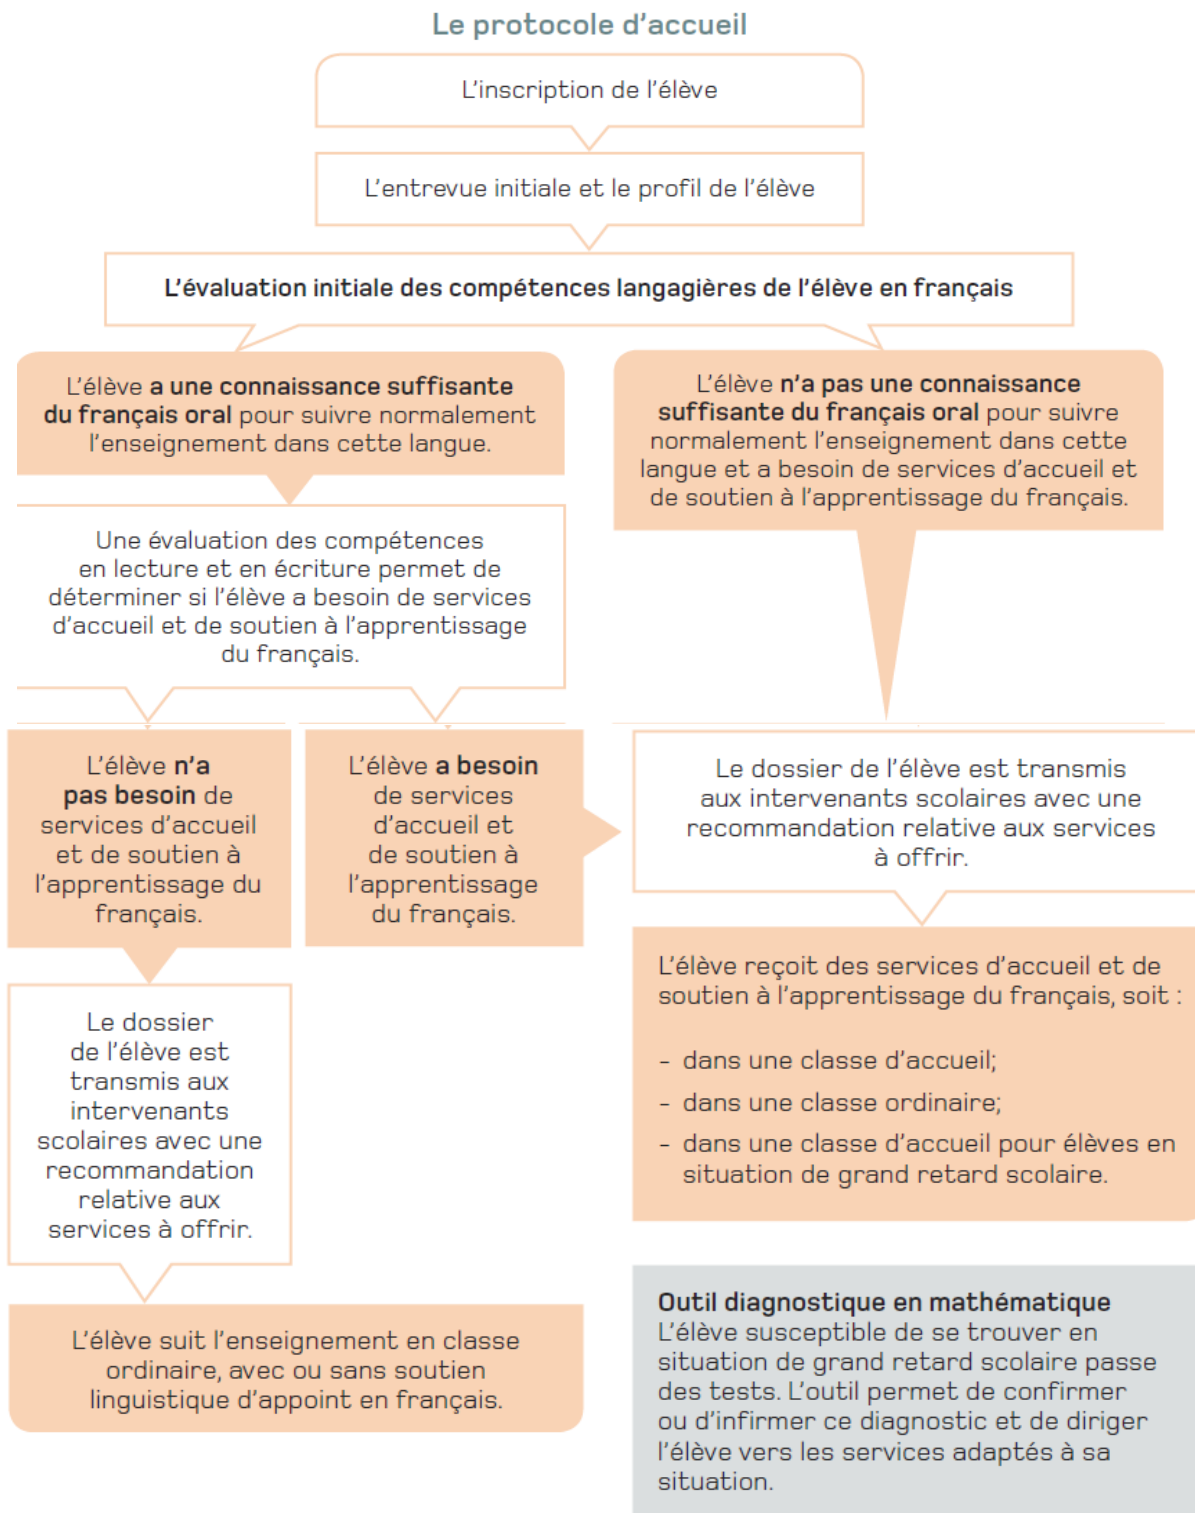 Le protocole d'accueil
L'inscription de l'élève
L'entrevue initiale et le profil de l'élève
L'évaluation initiale des compétences langagières de l'élève en français
L'élève a une connaissance suffisante
du français oral pour suivre normalement
l'enseignement dans cette langue.
L'élève n'a pas une connaissance
suffisante du français oral pour suivre
normalement l'enseignement dans cette
langue et a besoin de services d'accueil et
de soutien à l'apprentissage du français.
Une évaluation des compétences
en lecture et en écriture permet de
déterminer si l'élève a besoin de services
d'accueil et de soutien à l'apprentissage
du français.
L'élève n'a
pas besoin de
services d'accueil
et de soutien à
l'apprentissage du
français.
L'élève a besoin
de services
d'accueil et
de soutien à
l'apprentissage
du français.
Le dossier de l'élève est transmis
aux intervenants scolaires avec une
recommandation relative aux services
à offrir.
Le dossier
de l'élève est
transmis aux
intervenants
scolaires avec une
recommandation
relative aux
services à offrir.
L'élève reçoit des services d'accueil et de
soutien à l'apprentissage du français, soit :
- dans une classe d'accueil;
- dans une classe ordinaire;
- dans une classe d'accueil pour élèves en
situation de grand retard scolaire.
L'élève suit l'enseignement en classe
ordinaire, avec ou sans soutien
linguistique d'appoint en français.
Outil diagnostique en mathématique
L'élève susceptible de se trouver en
situation de grand retard scolaire passe
des tests. L'outil permet de confirmer
ou d'infirmer ce diagnostic et de diriger
l'élève vers les services adaptés à sa
situation.